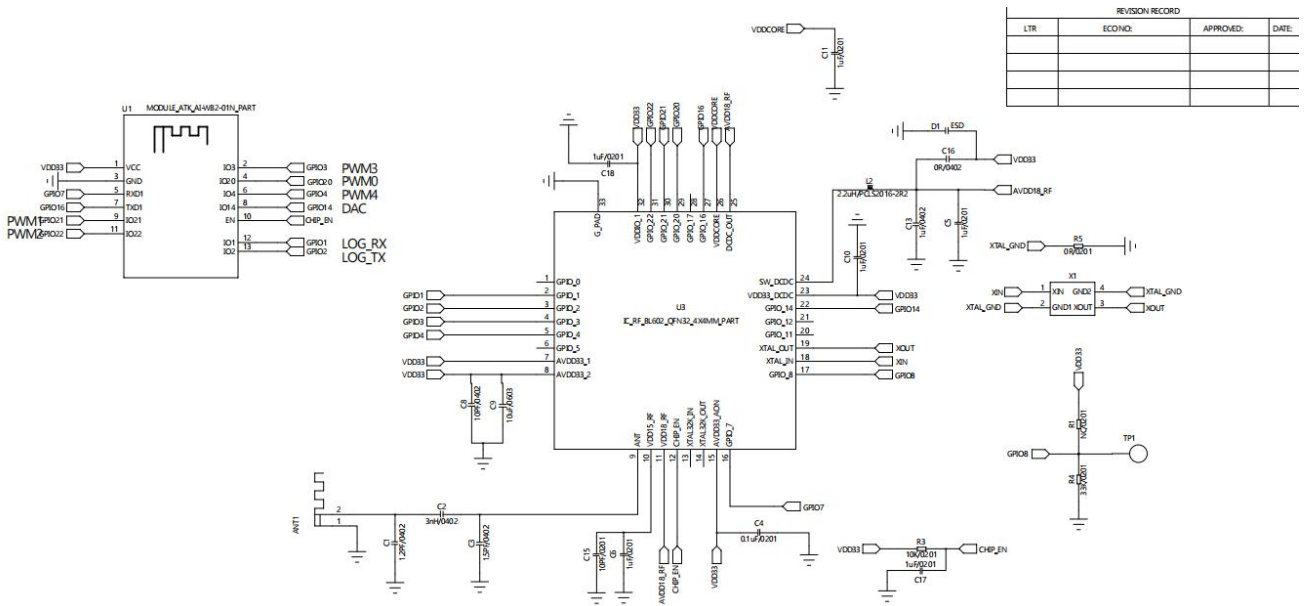 REVISION RECORD
LTR ECO NO: APPROVED: DATE:
VDDCORE
C11
1uF/0201
U1 MODULE_ATK_AI-WB2-01N_PART
VDD33 1 VCC IO3 2 GPIO3 PWM3
3 GND IO20 4 GPIO20 PWM0
GPIO7 5 RXD1 IO4 6 GPIO4 PWM4
GPIO16 7 TXD1 IO14 8 GPIO14 DAC
PWM1 GPIO21 9 IO21 EN 10 CHIP_EN
PWM2 GPIO22 11 IO22
IO1 12 GPIO1 LOG_RX
IO2 13 GPIO2 LOG_TX
VDD33 GPIO22 GPIO21 GPIO20 GPIO16 VDDCORE AVDD18_RF
1uF/0201
C18
33 32 31 30 29 28 27 26 25
G_PAD VDDIO_1 GPIO_22 GPIO_21 GPIO_20 GPIO_17 GPIO_16 VDDCORE DCDC_OUT
D1 ESD
C16
0R/0402
VDD33
L2
2.2uH/PCLS2016-2R2
AVDD18_RF
C13
1uF/0402
C5
1uF/0201
C10
1uF/0201
XTAL_GND R5
0R/0201
X1
XIN 1 XIN GND2 4 XTAL_GND
XTAL_GND 2 GND1 XOUT 3 XOUT
U3
IC_RF_BL602_QFN32_4X4MM_PART
1 GPIO_0
GPIO1 2 GPIO_1
GPIO2 3 GPIO_2
GPIO3 4 GPIO_3
GPIO4 5 GPIO_4
6 GPIO_5
VDD33 7 AVDD33_1
VDD33 8 AVDD33_2
SW_DCDC 24
VDD33_DCDC 23 VDD33
GPIO_14 22 GPIO14
GPIO_12 21
GPIO_11 20
XTAL_OUT 19 XOUT
XTAL_IN 18 XIN
GPIO_8 17 GPIO8
C8
10PF/0402
C9
10uF/0603
ANT VDD15_RF VDD18_RF CHIP_EN XTAL32K_IN XTAL32K_OUT AVDD33_AON GPIO_7
9 10 11 12 13 14 15 16
VDD33
R1
NC/0201
GPIO8
TP1
R4
33K/0201
ANT1
2
1
C2
3nH/0402
C1
1.2PF/0402
C3
1.5PF/0402
C15
10PF/0201
C6
1uF/0201
AVDD18_RF
CHIP_EN
VDD33
GPIO7
C4
0.1uF/0201
VDD33 R3 CHIP_EN
10K/0201
1uF/0201
C17